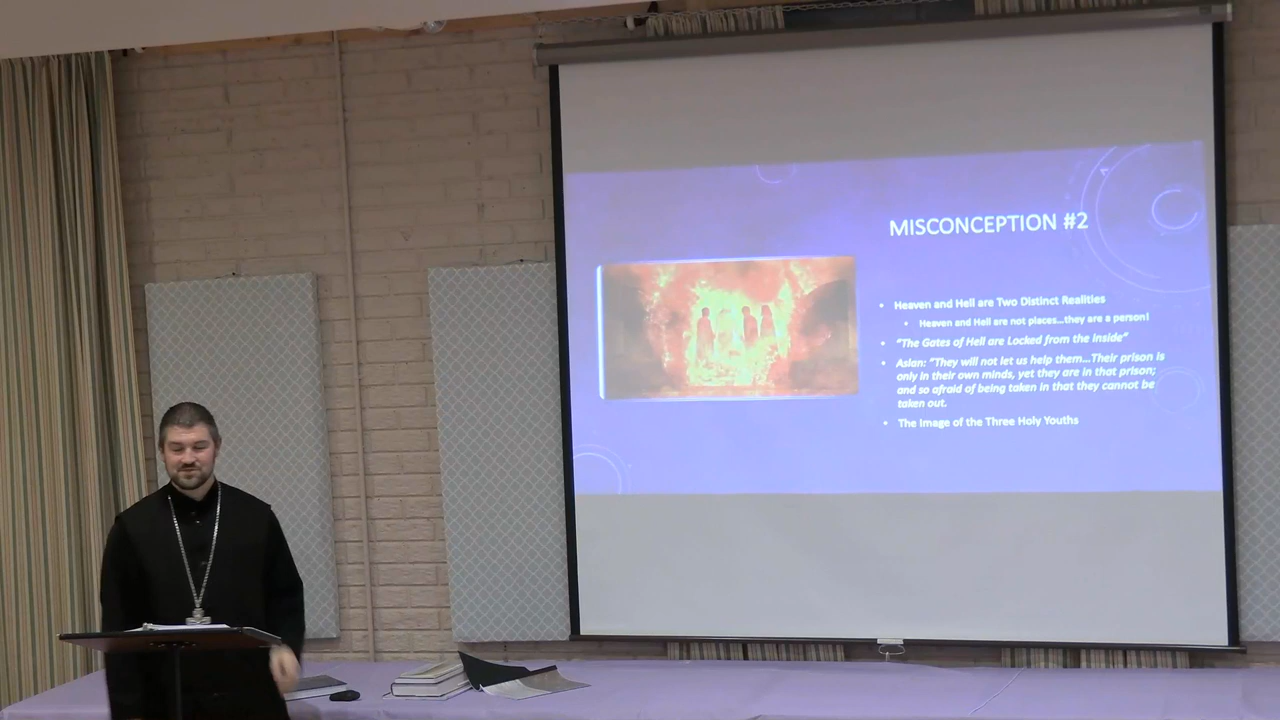 MISCONCEPTION #2
• Heaven and Hell are Two Distinct Realities
• Heaven and Hell are not places...they are a person!
• "The Gates of Hell are Locked from the Inside"
• Aslan: "They will not let us help them...Their prison is
only in their own minds, yet they are in that prison;
and so afraid of being taken in that they cannot be
taken out.
• The Image of the Three Holy Youths